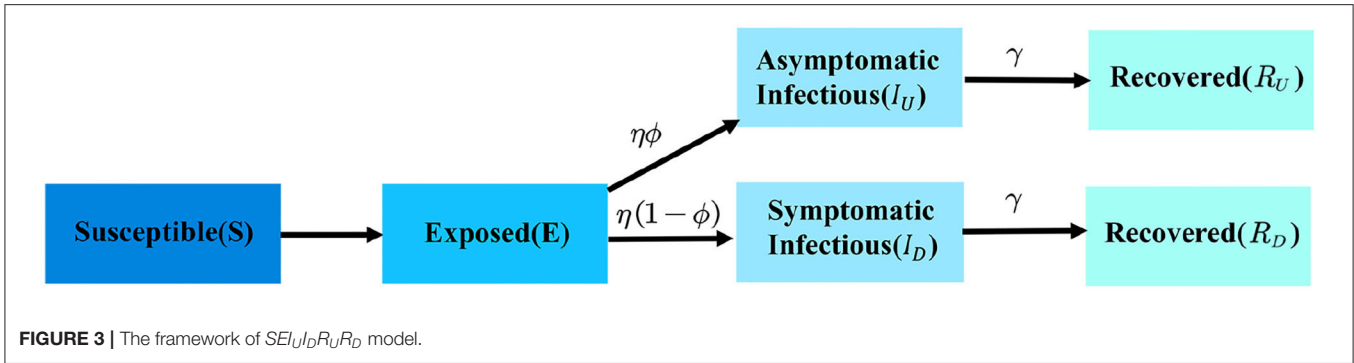 Asymptomatic
Infectious(I_U)
γ
Recovered(R_U)
ηϕ
Susceptible(S)
Exposed(E)
η(1−ϕ)
Symptomatic
Infectious(I_D)
γ
Recovered(R_D)
FIGURE 3 | The framework of SEI_UI_DR_UR_D model.